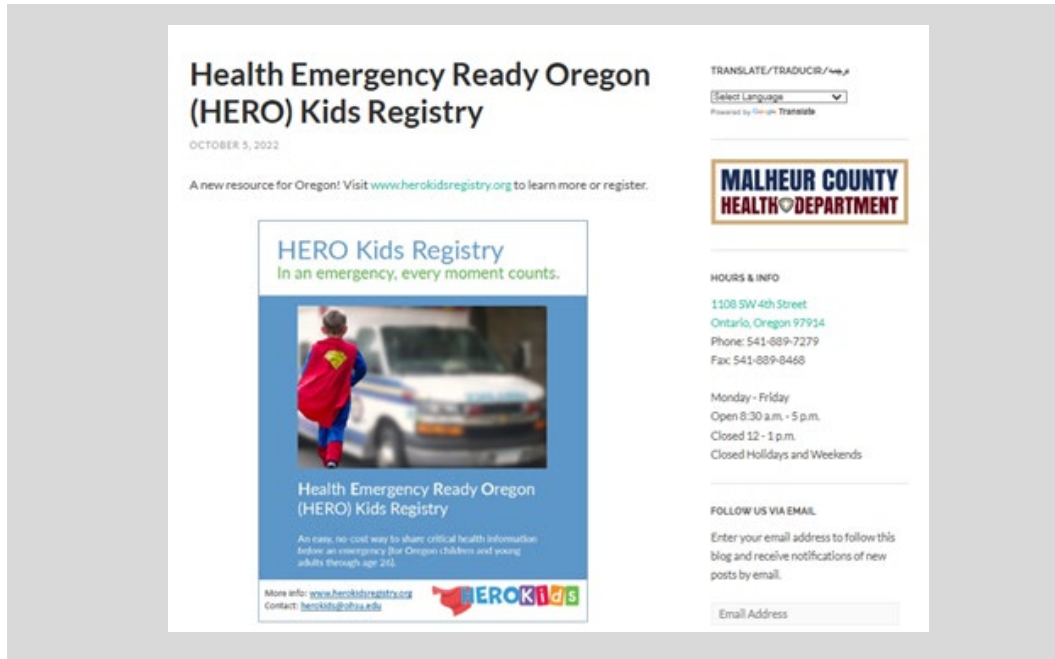 Health Emergency Ready Oregon
(HERO) Kids Registry
OCTOBER 5, 2022
A new resource for Oregon! Visit www.herokidsregistry.org to learn more or register.
HERO Kids Registry
In an emergency, every moment counts.
Health Emergency Ready Oregon
(HERO) Kids Registry
An easy, no-cost way to share critical health information
before an emergency [for Oregon children and young
adults through age 26].
More info: www.herokidsregistry.org
Contact: herokids@ohsu.edu
HEROKids
TRANSLATE/TRADUCIR/ترجمة
Select Language
Powered by Google Translate
MALHEUR COUNTY
HEALTH DEPARTMENT
HOURS & INFO
1108 SW 4th Street
Ontario, Oregon 97914
Phone: 541-889-7279
Fax: 541-889-8468
Monday - Friday
Open 8:30 a.m. - 5 p.m.
Closed 12 - 1 p.m.
Closed Holidays and Weekends
FOLLOW US VIA EMAIL
Enter your email address to follow this
blog and receive notifications of new
posts by email.
Email Address